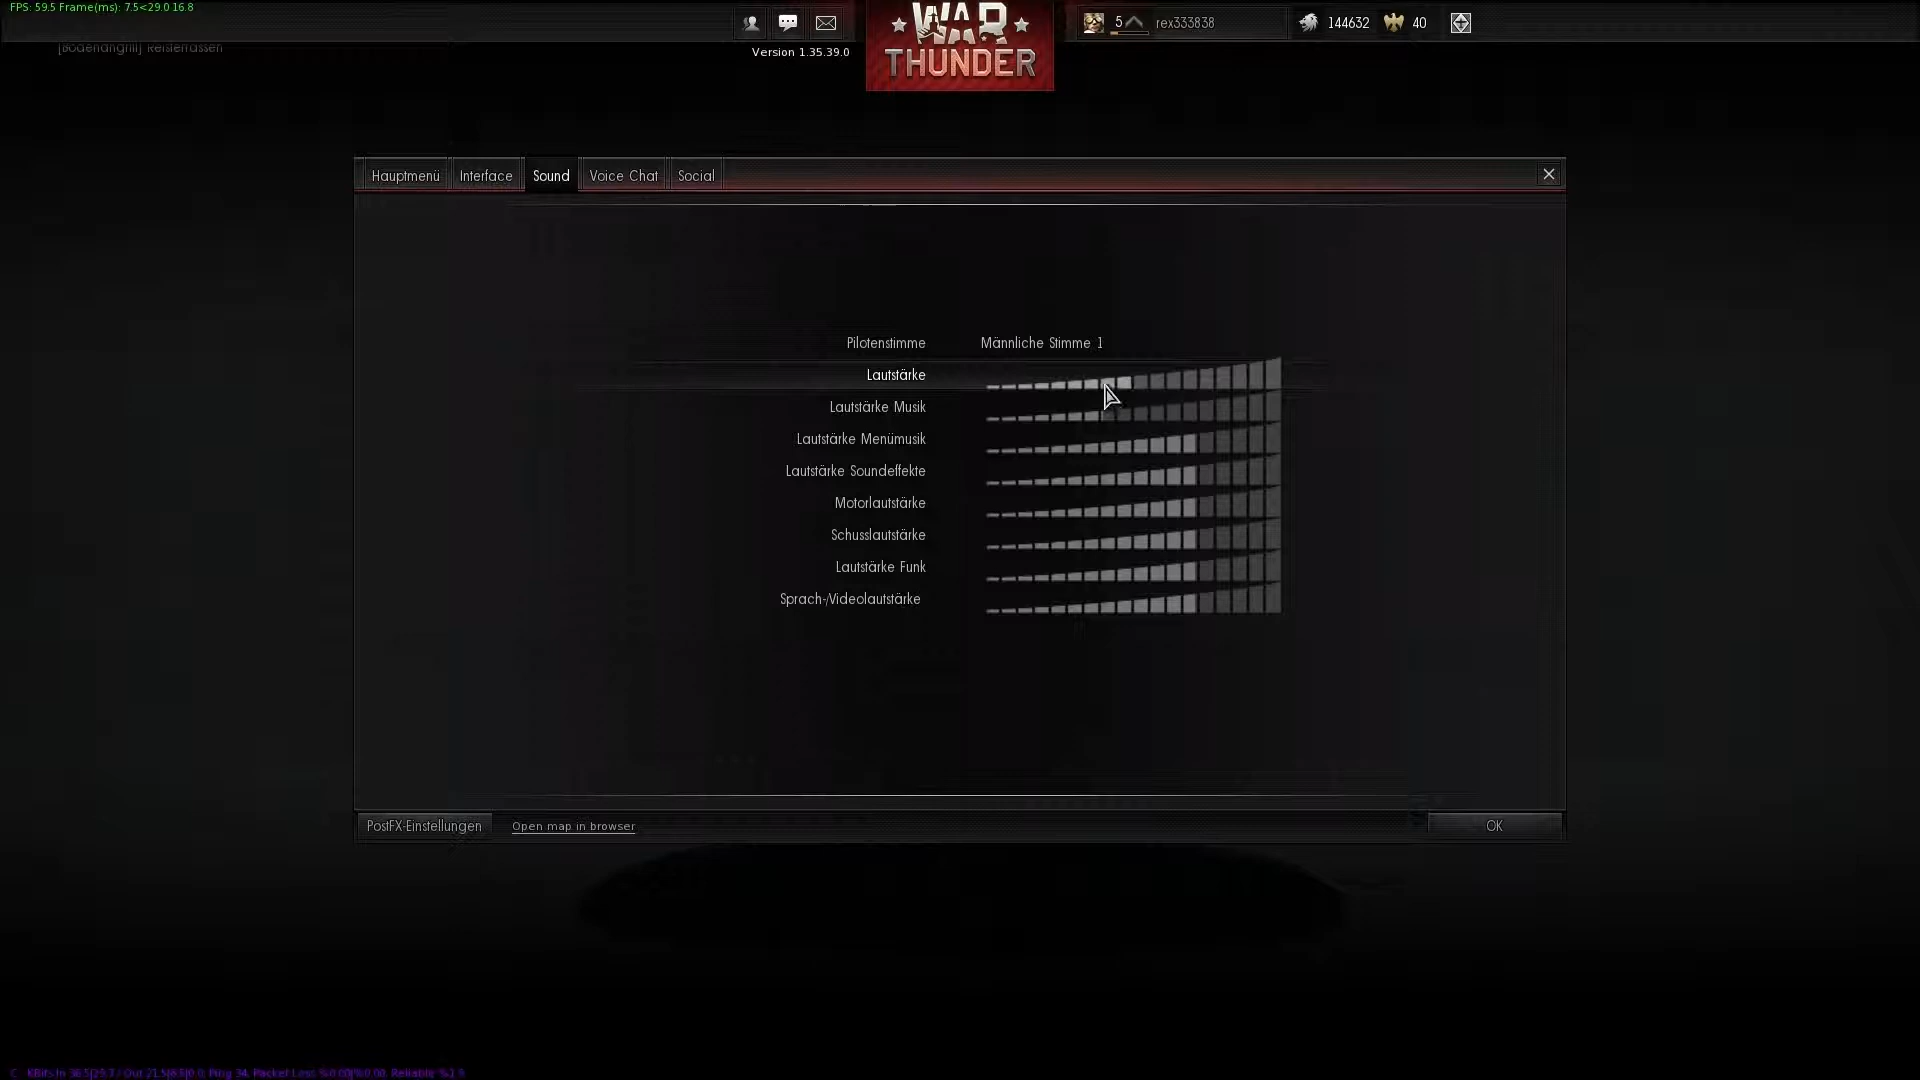 FPS: 59.5 Frame(ms): 7.5<29.0 16.8
WAR THUNDER
5 rex333838 144632 40
[Bodenangriff] Reisterrassen
Version 1.35.39.0
Hauptmenü Interface Sound Voice Chat Social
Pilotenstimme Männliche Stimme 1
Lautstärke
Lautstärke Musik
Lautstärke Menümusik
Lautstärke Soundeffekte
Motorlautstärke
Schusslautstärke
Lautstärke Funk
Sprach-/Videolautstärke
PostFX-Einstellungen Open map in browser OK